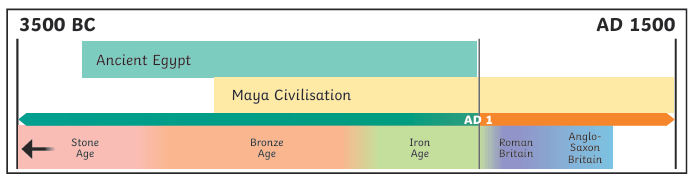 3500 BC
AD 1500
Ancient Egypt
Maya Civilisation
AD 1
Stone
Age
Bronze
Age
Iron
Age
Roman
Britain
Anglo-
Saxon
Britain